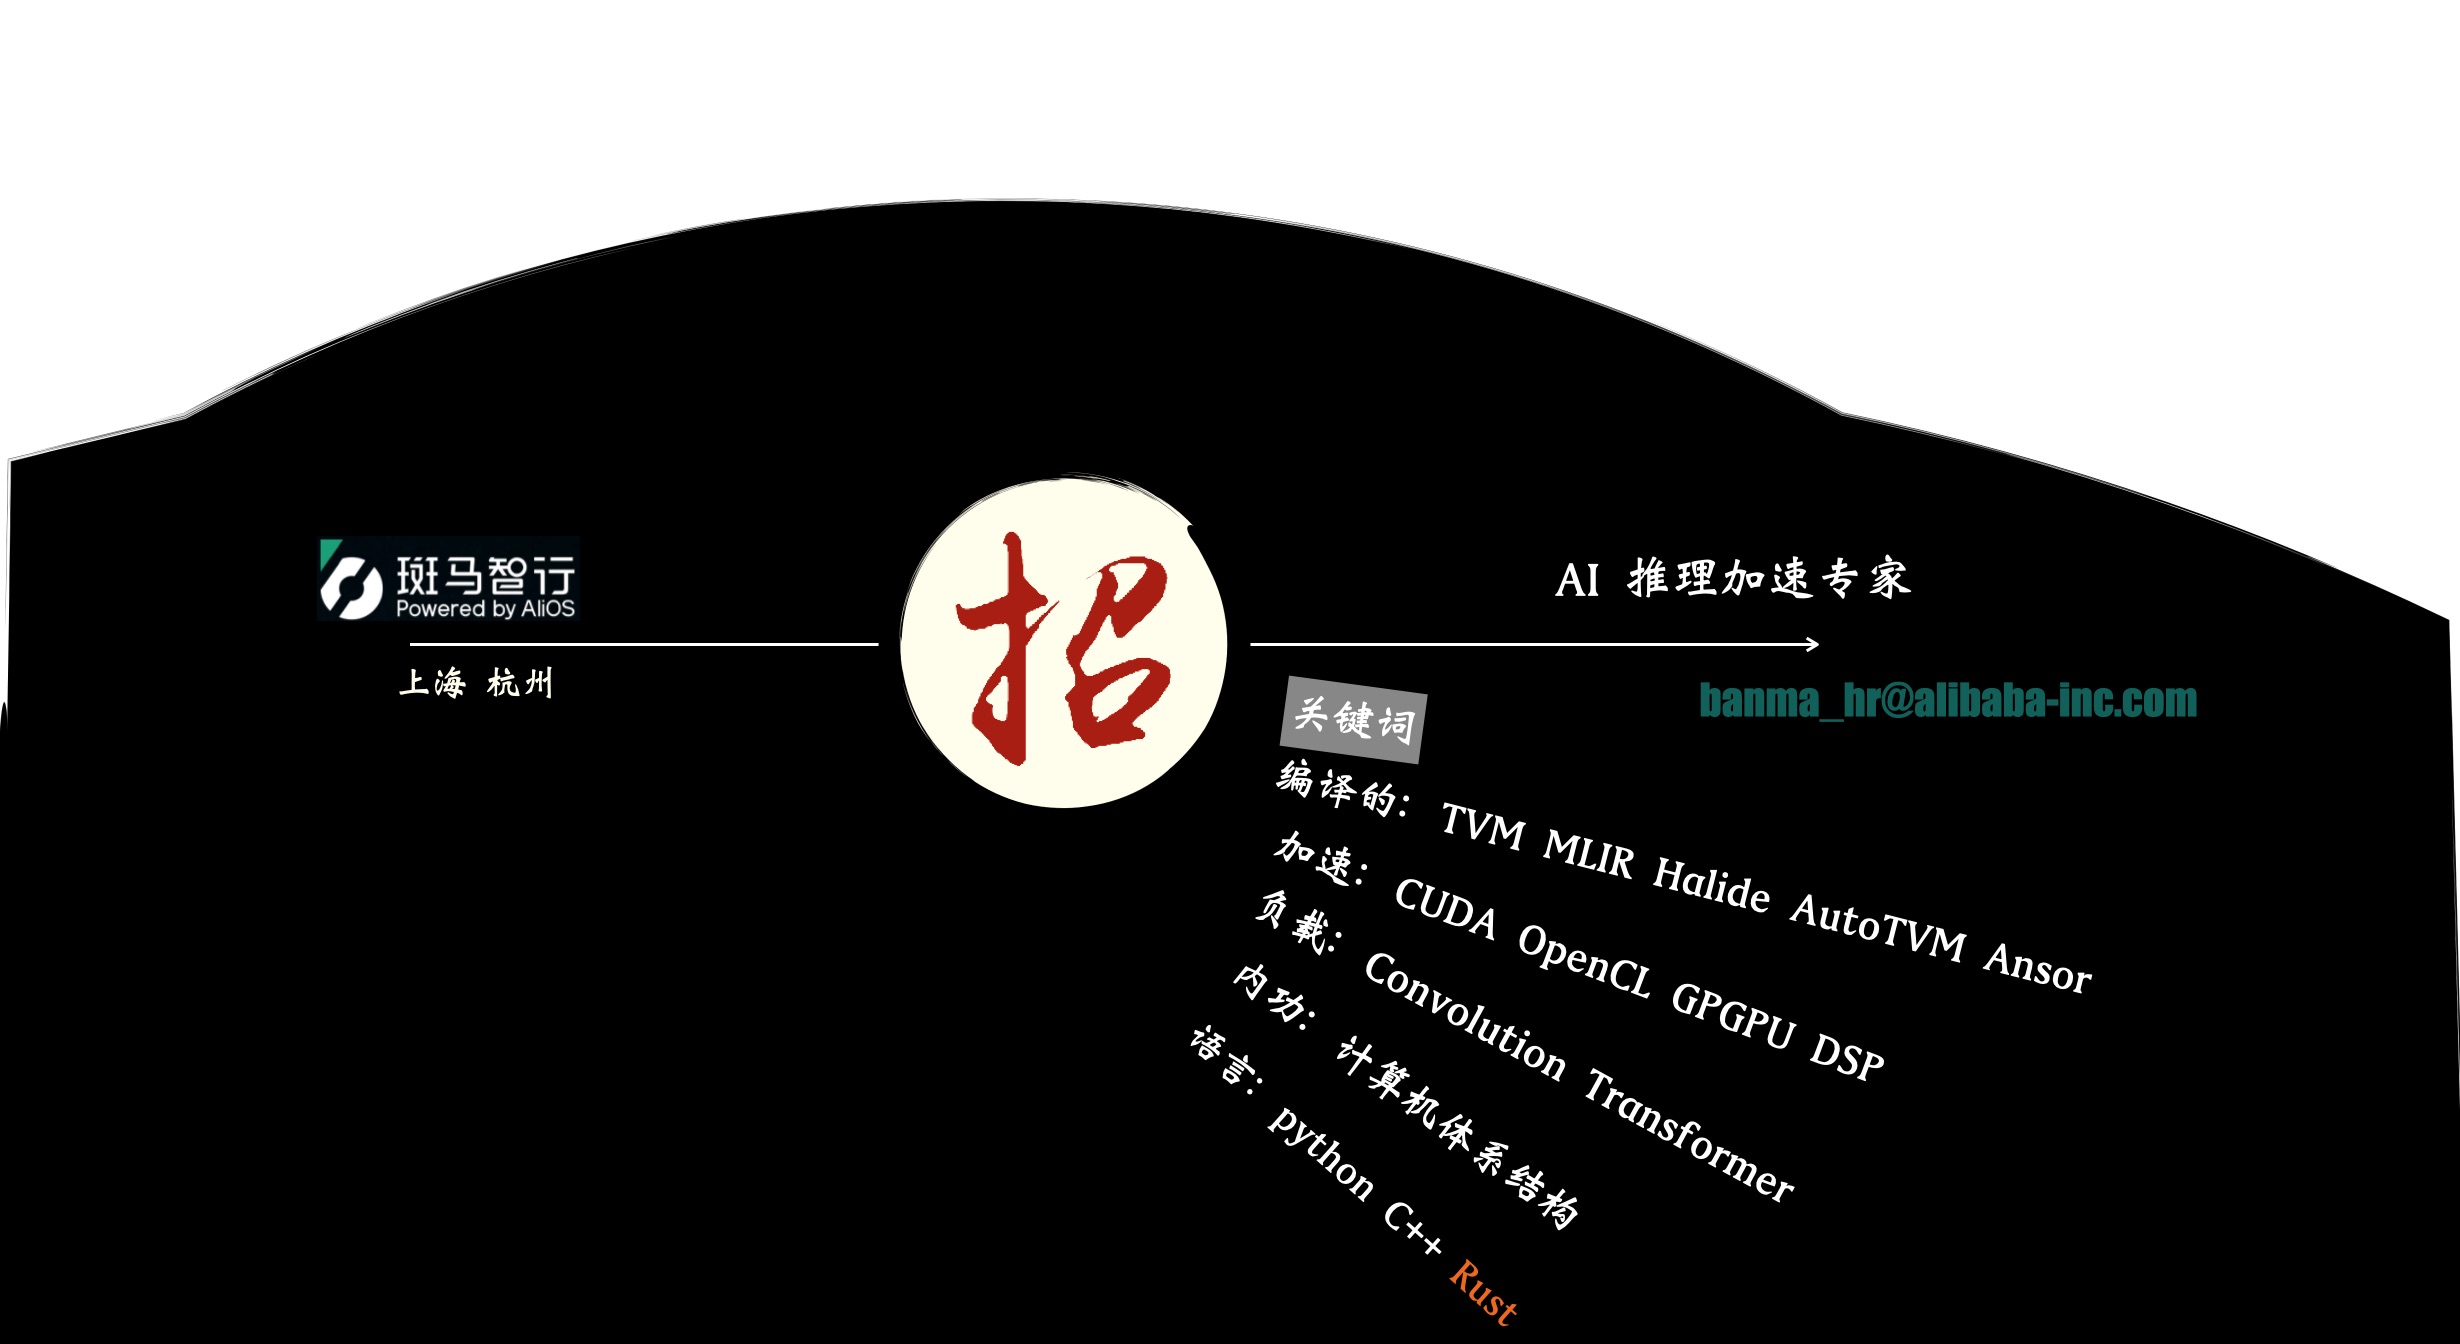 斑马智行
Powered by AliOS
上海 杭州
招
AI 推理加速专家
banma_hr@alibaba-inc.com
关键词
编译的: TVM MLIR Halide AutoTVM Ansor
加速: CUDA OpenCL GPGPU DSP
负载: Convolution Transformer
内功: 计算机体系结构
语言: python C++ Rust